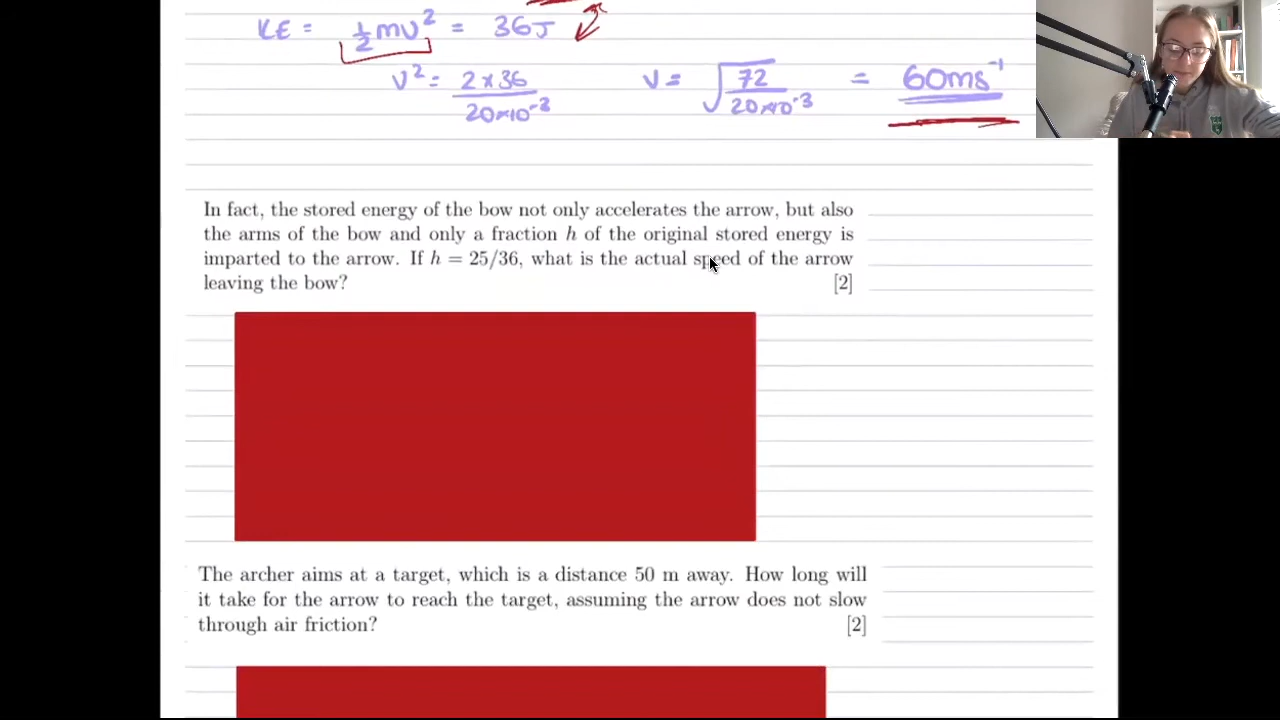 KE = ½mv² = 36J
v² = 2 x 36 / 20x10⁻³ v = √72 / 20x10⁻³ = 60ms⁻¹
In fact, the stored energy of the bow not only accelerates the arrow, but also
the arms of the bow and only a fraction h of the original stored energy is
imparted to the arrow. If h = 25/36, what is the actual speed of the arrow
leaving the bow? [2]
The archer aims at a target, which is a distance 50 m away. How long will
it take for the arrow to reach the target, assuming the arrow does not slow
through air friction? [2]